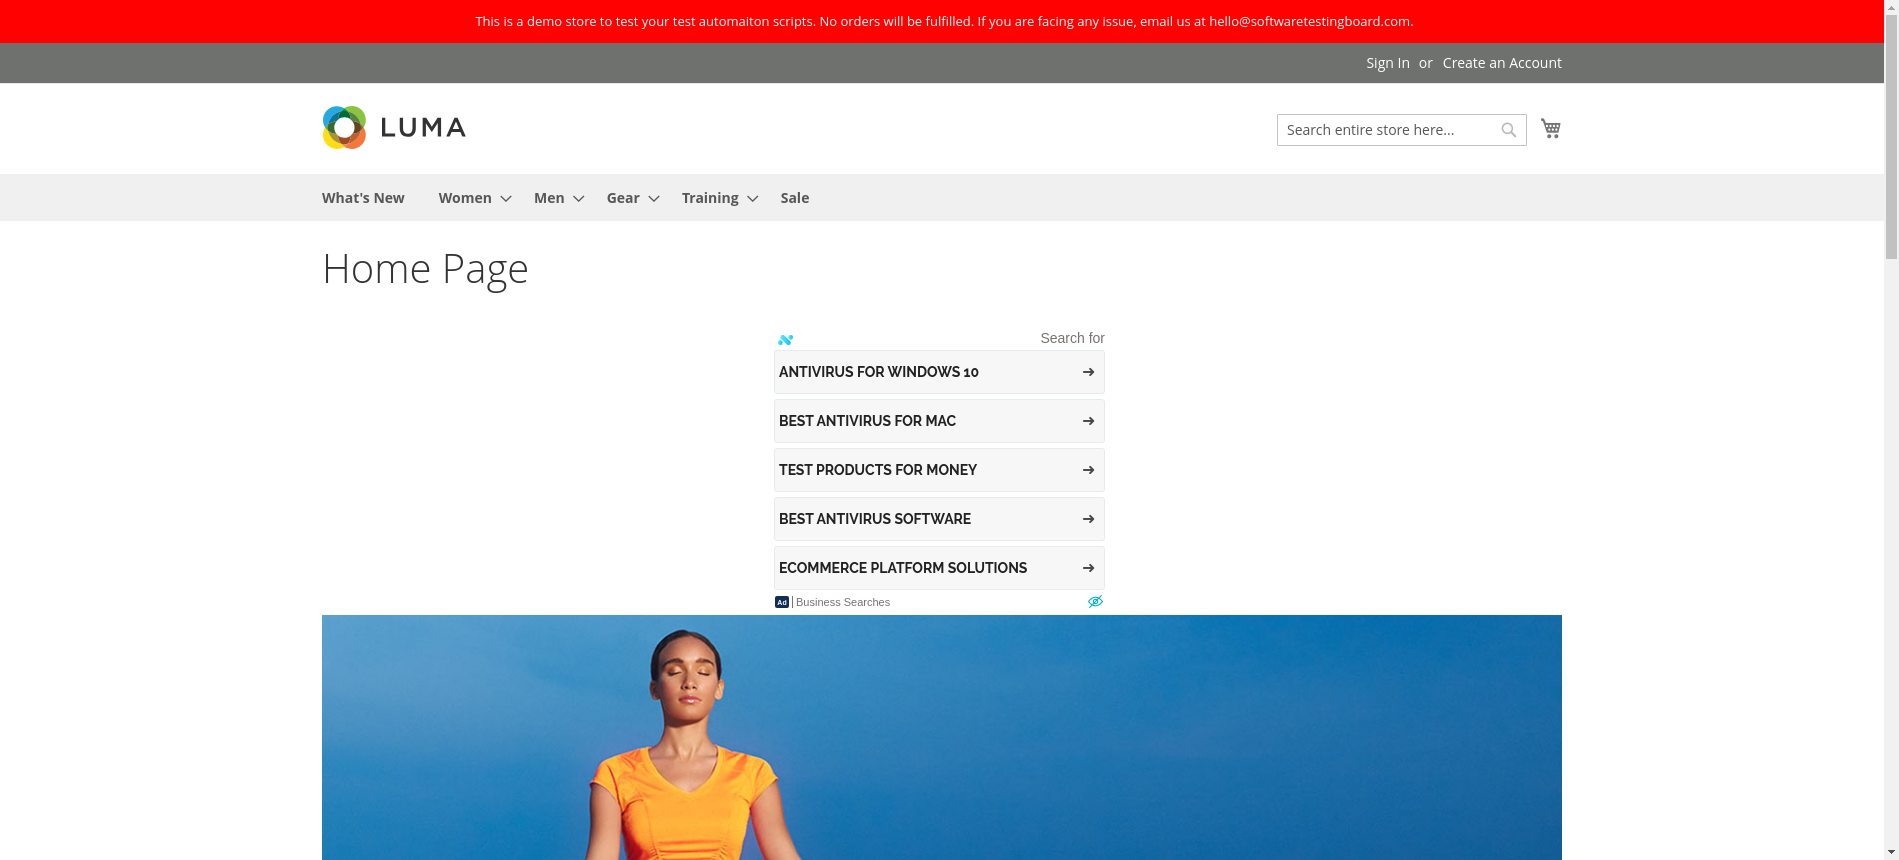 This is a demo store to test your test automaiton scripts. No orders will be fulfilled. If you are facing any issue, email us at hello@softwaretestingboard.com.
Sign In or Create an Account
LUMA
Search entire store here...
What's New Women Men Gear Training Sale
Home Page
Search for
ANTIVIRUS FOR WINDOWS 10
BEST ANTIVIRUS FOR MAC
TEST PRODUCTS FOR MONEY
BEST ANTIVIRUS SOFTWARE
ECOMMERCE PLATFORM SOLUTIONS
Ad | Business Searches